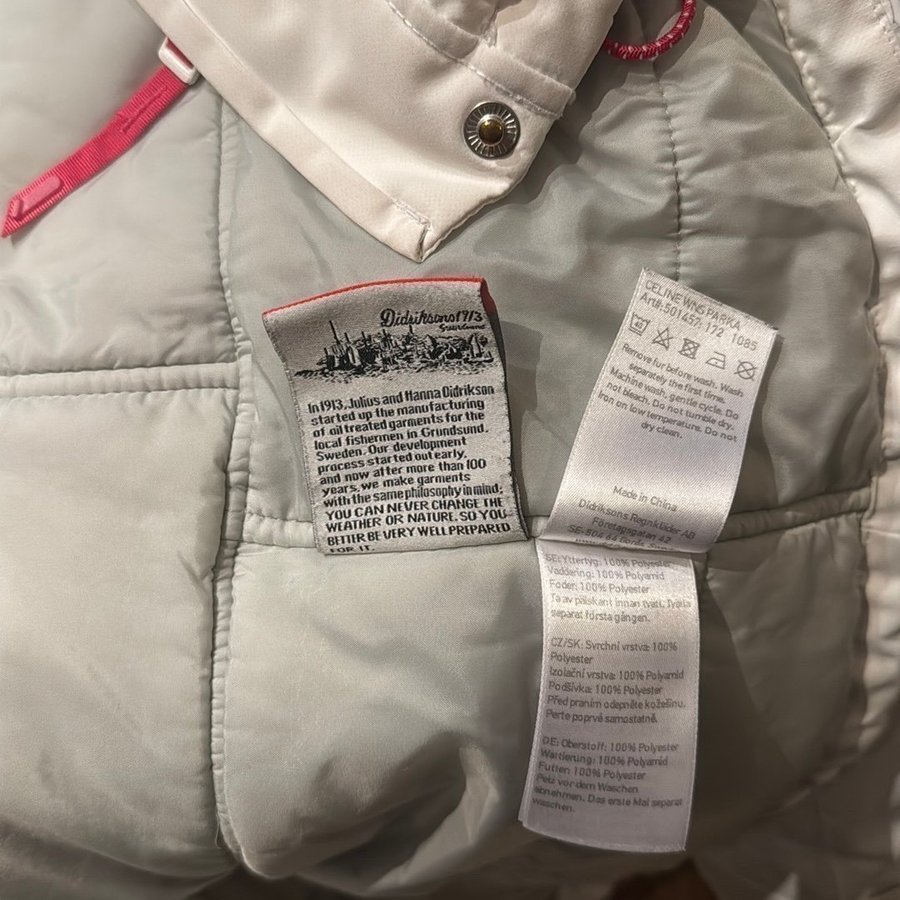 Didriksons1913
Grundsund
In 1913, Julius and Hanna Didrikson
started up the manufacturing
of oil treated garments for the
local fishermen in Grundsund,
Sweden. Our development
process started out early,
and now after more than 100
years, we make garments
with the same philosophy in mind;
YOU CAN NEVER CHANGE THE
WEATHER OR NATURE. SO YOU
BETTER BE VERY WELL PREPARED
FOR IT.
CELINE WNS PARKA
Art#:501457-172 1085
40
Remove fur before wash. Wash
separately the first time.
Machine wash, gentle cycle. Do
not bleach. Do not tumble dry.
Iron on low temperature. Do not
dry clean.
Made in China
Didriksons Regnkläder AB
Företagsgatan 42
SE-504 64 Borås
SE: Yttertyg: 100% Polyester
Vaddering: 100% Polyamid
Foder: 100% Polyester
Ta av pälskant innan tvätt. Tvätta
separat första gången.
CZ/SK: Svrchní vrstva: 100%
Polyester
Izolační vrstva: 100% Polyamid
Podšívka: 100% Polyester
Před praním odepněte kožešinu.
Perte poprvé samostatně.
DE: Oberstoff: 100% Polyester
Wattierung: 100% Polyamid
Futter: 100% Polyester
Pelz vor dem Waschen
abnehmen. Das erste Mal separat
waschen.